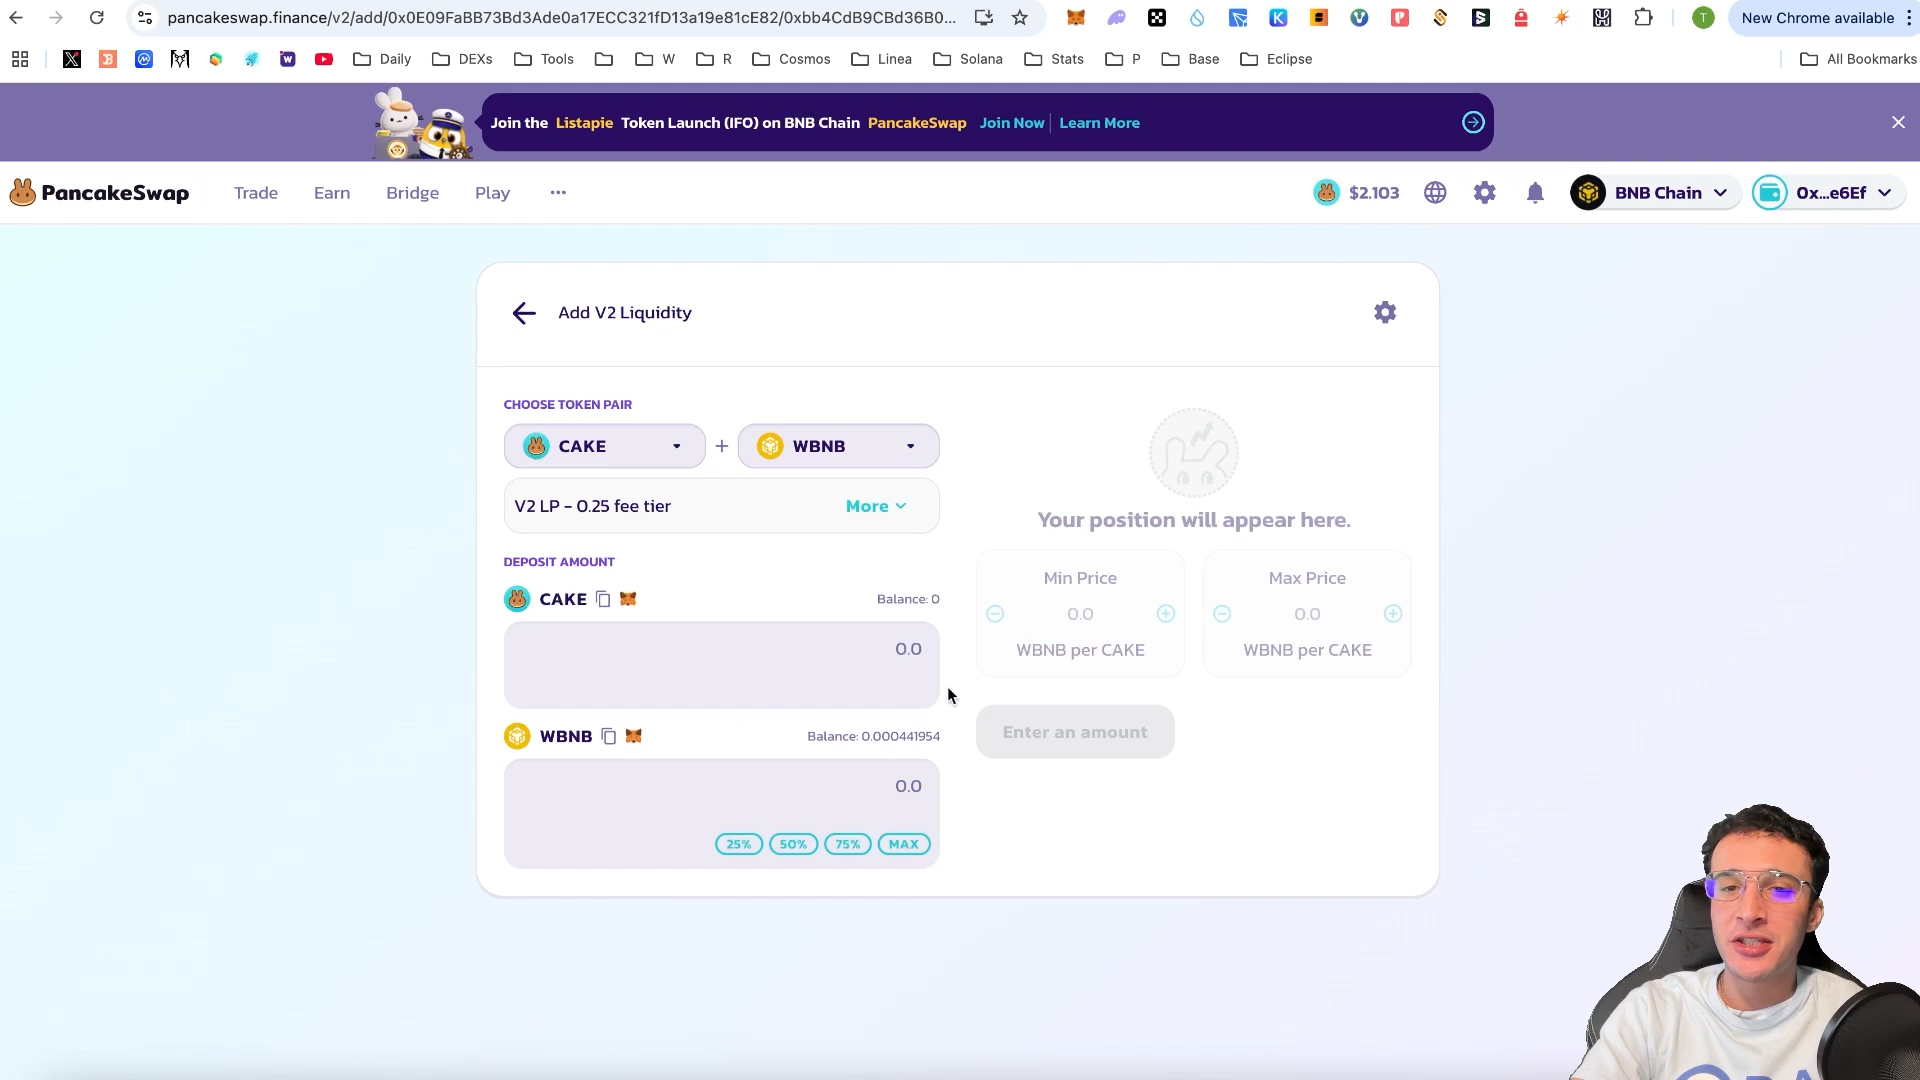 pancakeswap.finance/v2/add/0x0E09FaBB73Bd3Ade0a17ECC321fD13a19e81cE82/0xbb4CdB9CBd36B0...
T
New Chrome available
Daily
DEXs
Tools
W
R
Cosmos
Linea
Solana
Stats
P
Base
Eclipse
All Bookmarks
Join the Listapie Token Launch (IFO) on BNB Chain PancakeSwap Join Now | Learn More
PancakeSwap
Trade
Earn
Bridge
Play
...
$2.103
BNB Chain
0x...e6Ef
Add V2 Liquidity
CHOOSE TOKEN PAIR
CAKE + WBNB
V2 LP - 0.25 fee tier
More
DEPOSIT AMOUNT
CAKE
Balance: 0
0.0
WBNB
Balance: 0.000441954
0.0
25%
50%
75%
MAX
Your position will appear here.
Min Price
0.0
WBNB per CAKE
Max Price
0.0
WBNB per CAKE
Enter an amount